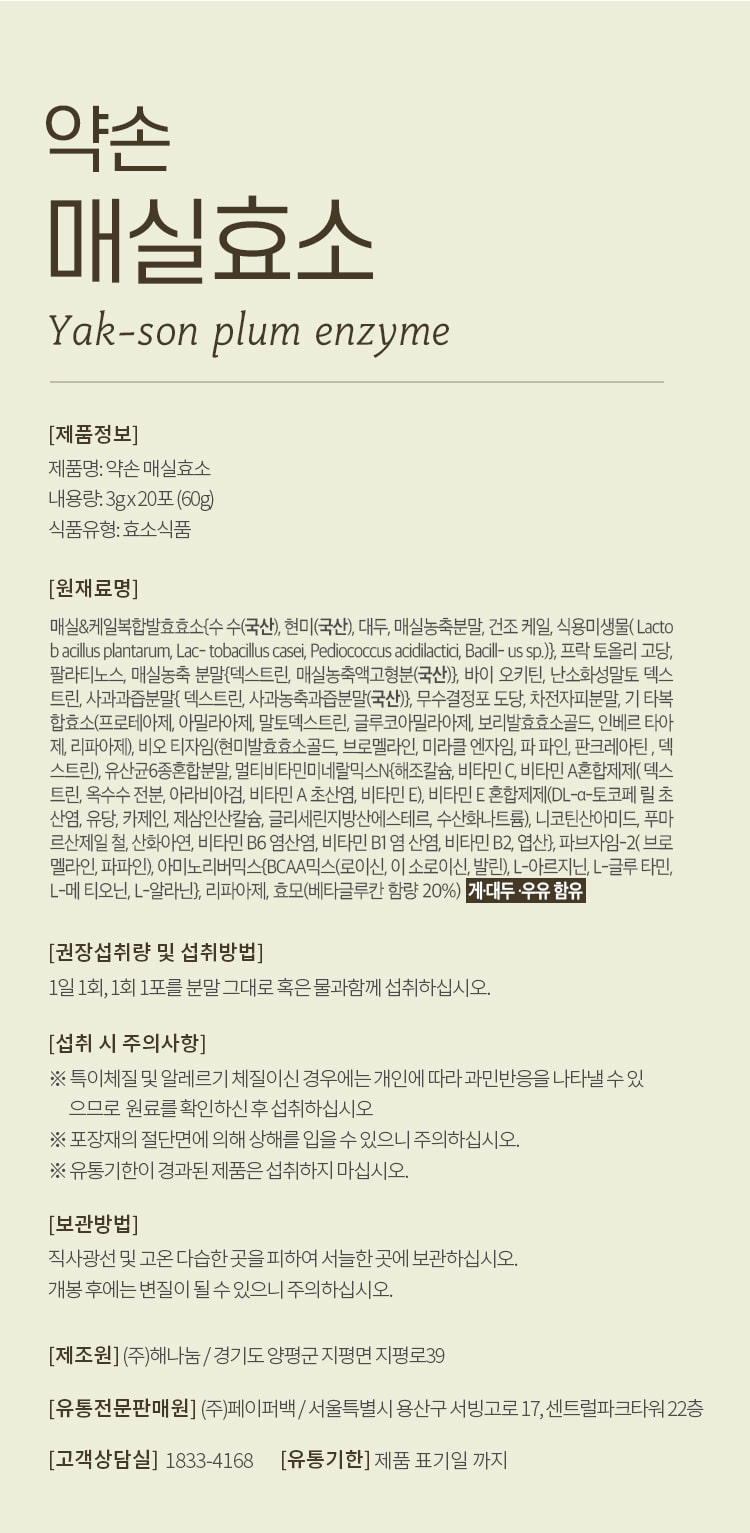 약손
매실효소
Yak-son plum enzyme
[제품정보]
제품명: 약손 매실효소
내용량: 3g x 20포 (60g)
식품유형: 효소식품
[원재료명]
매실&케일복합발효효소{수 수(국산), 현미(국산), 대두, 매실농축분말, 건조 케일, 식용미생물( Lacto
b acillus plantarum, Lac- tobacillus casei, Pediococcus acidilactici, Bacill- us sp.)}, 프락 토올리 고당,
팔라티노스, 매실농축 분말{덱스트린, 매실농축액고형분(국산)}, 바이 오키틴, 난소화성말토 덱스
트린, 사과과즙분말{ 덱스트린, 사과농축과즙분말(국산)}, 무수결정포 도당, 차전자피분말, 기 타복
합효소(프로테아제, 아밀라아제, 말토덱스트린, 글루코아밀라아제, 보리발효효소골드, 인베르 타아
제, 리파아제), 비오 티자임(현미발효효소골드, 브로멜라인, 미라클 엔자임, 파 파인, 판크레아틴 , 덱
스트린), 유산균6종혼합분말, 멀티비타민미네랄믹스N{해조칼슘, 비타민 C, 비타민 A혼합제제( 덱스
트린, 옥수수 전분, 아라비아검, 비타민 A 초산염, 비타민 E), 비타민 E 혼합제제(DL-α-토코페 릴 초
산염, 유당, 카제인, 제삼인산칼슘, 글리세린지방산에스테르, 수산화나트륨), 니코틴산아미드, 푸마
르산제일 철, 산화아연, 비타민 B6 염산염, 비타민 B1 염 산염, 비타민 B2, 엽산}, 파브자임-2( 브로
멜라인, 파파인), 아미노리버믹스{BCAA믹스(로이신, 이 소로이신, 발린), L-아르지닌, L-글루 타민,
L-메 티오닌, L-알라닌}, 리파아제, 효모(베타글루칸 함량 20%) 게·대두 ·우유 함유
[권장섭취량 및 섭취방법]
1일 1회, 1회 1포를 분말 그대로 혹은 물과함께 섭취하십시오.
[섭취 시 주의사항]
※ 특이체질 및 알레르기 체질이신 경우에는 개인에 따라 과민반응을 나타낼 수 있
으므로 원료를 확인하신 후 섭취하십시오
※ 포장재의 절단면에 의해 상해를 입을 수 있으니 주의하십시오.
※ 유통기한이 경과된 제품은 섭취하지 마십시오.
[보관방법]
직사광선 및 고온 다습한 곳을 피하여 서늘한 곳에 보관하십시오.
개봉 후에는 변질이 될 수 있으니 주의하십시오.
[제조원] (주)해나눔 / 경기도 양평군 지평면 지평로39
[유통전문판매원] (주)페이퍼백 / 서울특별시 용산구 서빙고로 17, 센트럴파크타워 22층
[고객상담실] 1833-4168 [유통기한] 제품 표기일 까지